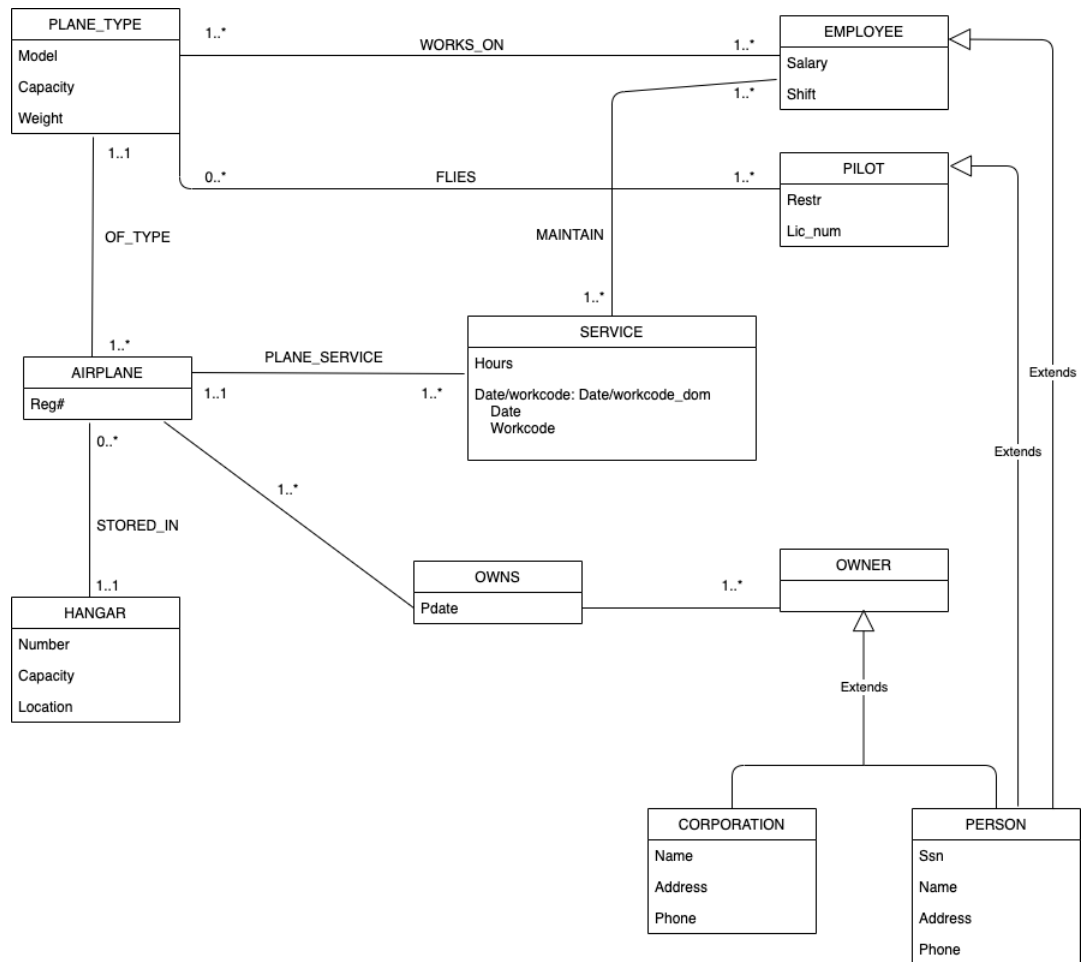 PLANE_TYPE
Model
Capacity
Weight
1..*
WORKS_ON
1..*
EMPLOYEE
Salary
Shift
1..*
1..1
0..*
FLIES
1..*
PILOT
Restr
Lic_num
OF_TYPE
MAINTAIN
1..*
1..*
AIRPLANE
Reg#
PLANE_SERVICE
1..1
1..*
SERVICE
Hours
Date/workcode: Date/workcode_dom
Date
Workcode
Extends
Extends
0..*
1..*
STORED_IN
1..1
HANGAR
Number
Capacity
Location
OWNS
Pdate
1..*
OWNER
Extends
CORPORATION
Name
Address
Phone
PERSON
Ssn
Name
Address
Phone